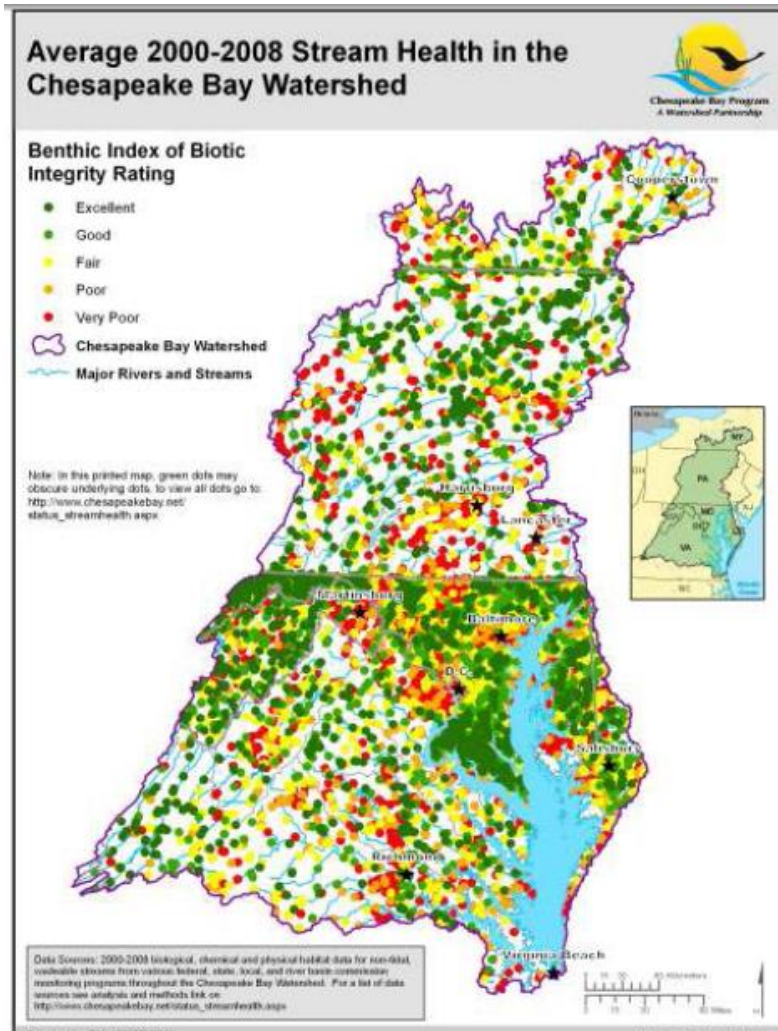 Average 2000-2008 Stream Health in the
Chesapeake Bay Watershed
Chesapeake Bay Program
A Watershed Partnership
Benthic Index of Biotic
Integrity Rating
Excellent
Good
Fair
Poor
Very Poor
Chesapeake Bay Watershed
Major Rivers and Streams
Note: In this printed map, green dots may
obscure underlying dots, to view all dots go to:
http://www.chesapeakebay.net/
status_streamhealth.aspx
Cooperstown
Harrisburg
Lancaster
Martinsburg
Baltimore
D.C.
Salisbury
Richmond
Virginia Beach
NY
PA
OH
NJ
MD
VA
NC
Data Sources: 2000-2008 biological, chemical and physical habitat data for non-tidal,
wadeable streams from various federal, state, local, and river basin commission
monitoring programs throughout the Chesapeake Bay Watershed. For a list of data
sources see analysis and methods link on
http://www.chesapeakebay.net/status_streamhealth.aspx